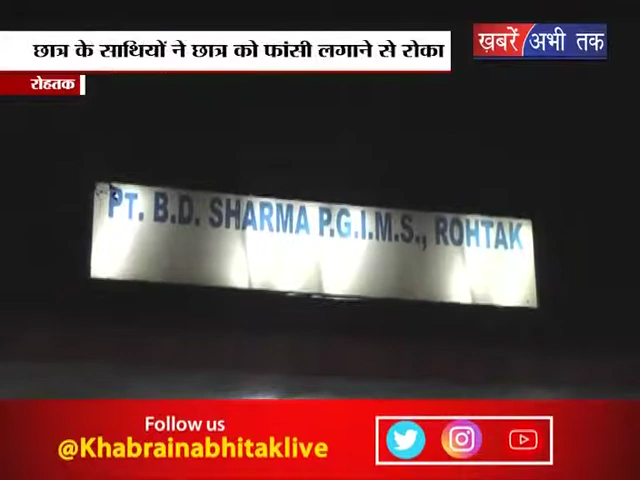 छात्र के साथियों ने छात्र को फांसी लगाने से रोका
ख़बरें अभी तक
रोहतक
PT. B.D. SHARMA P.G.I.M.S., ROHTAK
Follow us
@Khabrainabhitaklive